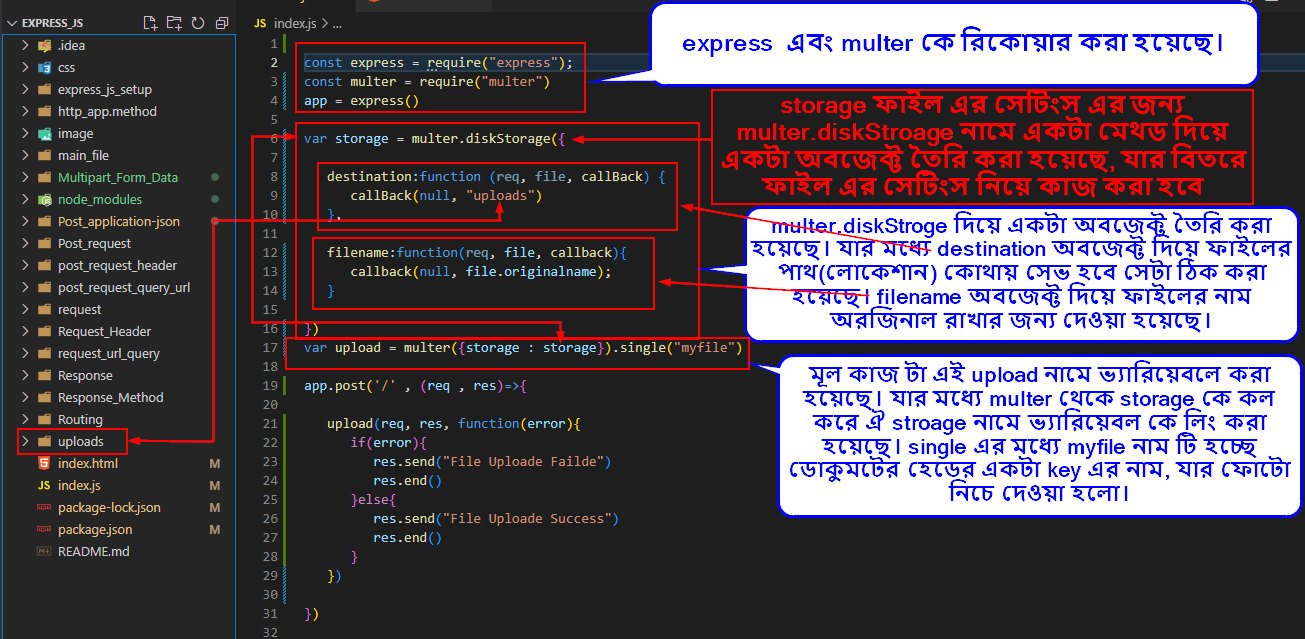 EXPRESS_JS
.idea
css
express_js_setup
http_app.method
image
main_file
Multipart_Form_Data
node_modules
Post_application-json
Post_request
post_request_header
post_request_query_url
request
Request_Header
request_url_query
Response
Response_Method
Routing
uploads
index.html M
JS index.js M
package-lock.json M
package.json M
README.md
JS index.js > ...
1
2 const express = require("express");
3 const multer = require("multer")
4 app = express()
5
6 var storage = multer.diskStorage({
7
8 destination:function (req, file, callBack) {
9 callBack(null, "uploads")
10 },
11
12 filename:function(req, file, callback){
13 callback(null, file.originalname);
14 }
15
16 })
17 var upload = multer({storage : storage}).single("myfile")
18
19 app.post('/' , (req , res)=>{
20
21 upload(req, res, function(error){
22 if(error){
23 res.send("File Uploade Failde")
24 res.end()
25 }else{
26 res.send("File Uploade Success")
27 res.end()
28 }
29 })
30
31 })
32
express এবং multer কে রিকোয়ার করা হয়েছে।
storage ফাইল এর সেটিংস এর জন্য
multer.diskStroage নামে একটা মেথড দিয়ে
একটা অবজেক্ট তৈরি করা হয়েছে, যার বিতরে
ফাইল এর সেটিংস নিয়ে কাজ করা হবে
multer.diskStroge দিয়ে একটা অবজেক্ট তৈরি করা
হয়েছে। যার মধ্যে destination অবজেক্ট দিয়ে ফাইলের
পাথ(লোকেশান) কোথায় সেভ হবে সেটা ঠিক করা
হয়েছে। filename অবজেক্ট দিয়ে ফাইলের নাম
অরজিনাল রাখার জন্য দেওয়া হয়েছে।
মূল কাজ টা এই upload নামে ভ্যারিয়েবলে করা
হয়েছে। যার মধ্যে multer থেকে storage কে কল
করে ঐ stroage নামে ভ্যারিয়েবল কে লিং করা
হয়েছে। single এর মধ্যে myfile নাম টি হচ্ছে
ডোকুমটের হেডের একটা key এর নাম, যার ফোটো
নিচে দেওয়া হলো।